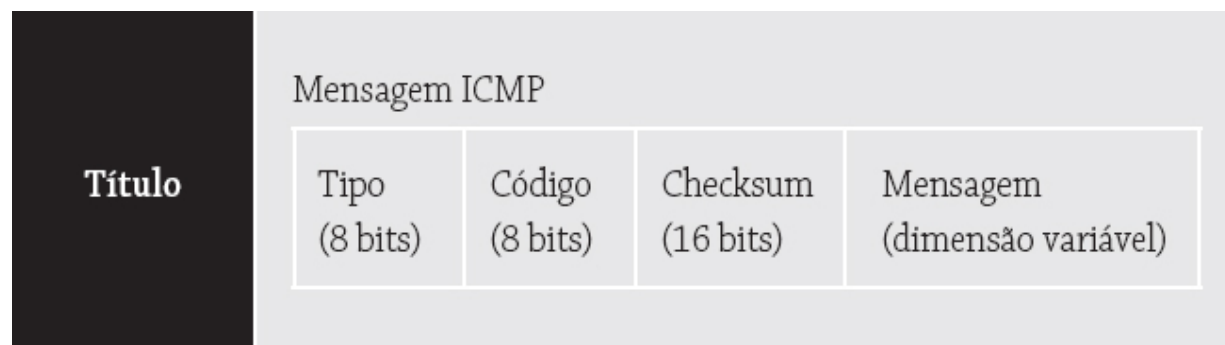 Título
Mensagem ICMP
Tipo
(8 bits)
Código
(8 bits)
Checksum
(16 bits)
Mensagem
(dimensão variável)